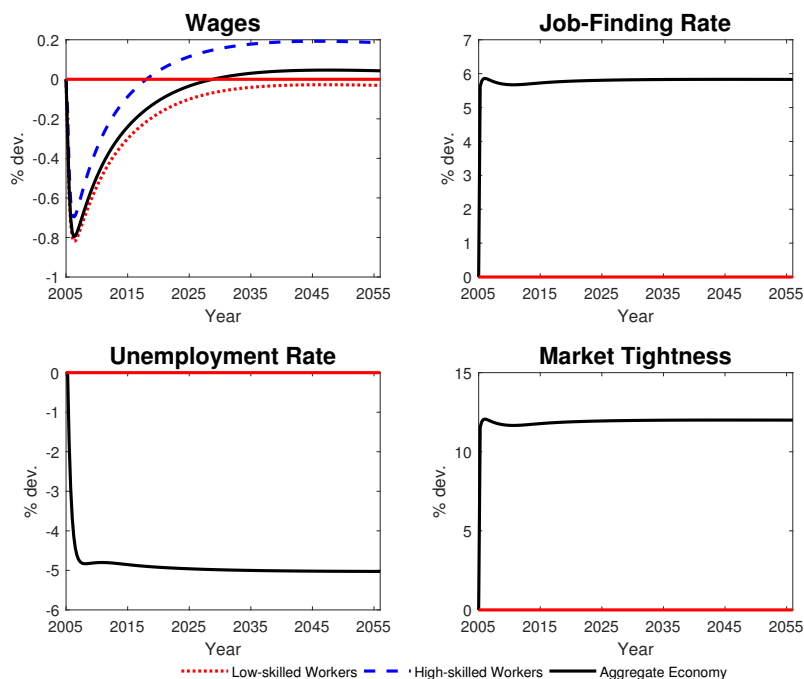 Wages
0.2
0
-0.2
-0.4
-0.6
-0.8
-1
% dev.
2005 2015 2025 2035 2045 2055
Year
Job-Finding Rate
7
6
5
4
3
2
1
0
% dev.
2005 2015 2025 2035 2045 2055
Year
Unemployment Rate
0
-1
-2
-3
-4
-5
-6
% dev.
2005 2015 2025 2035 2045 2055
Year
Market Tightness
15
10
5
0
% dev.
2005 2015 2025 2035 2045 2055
Year
Low-skilled Workers High-skilled Workers Aggregate Economy